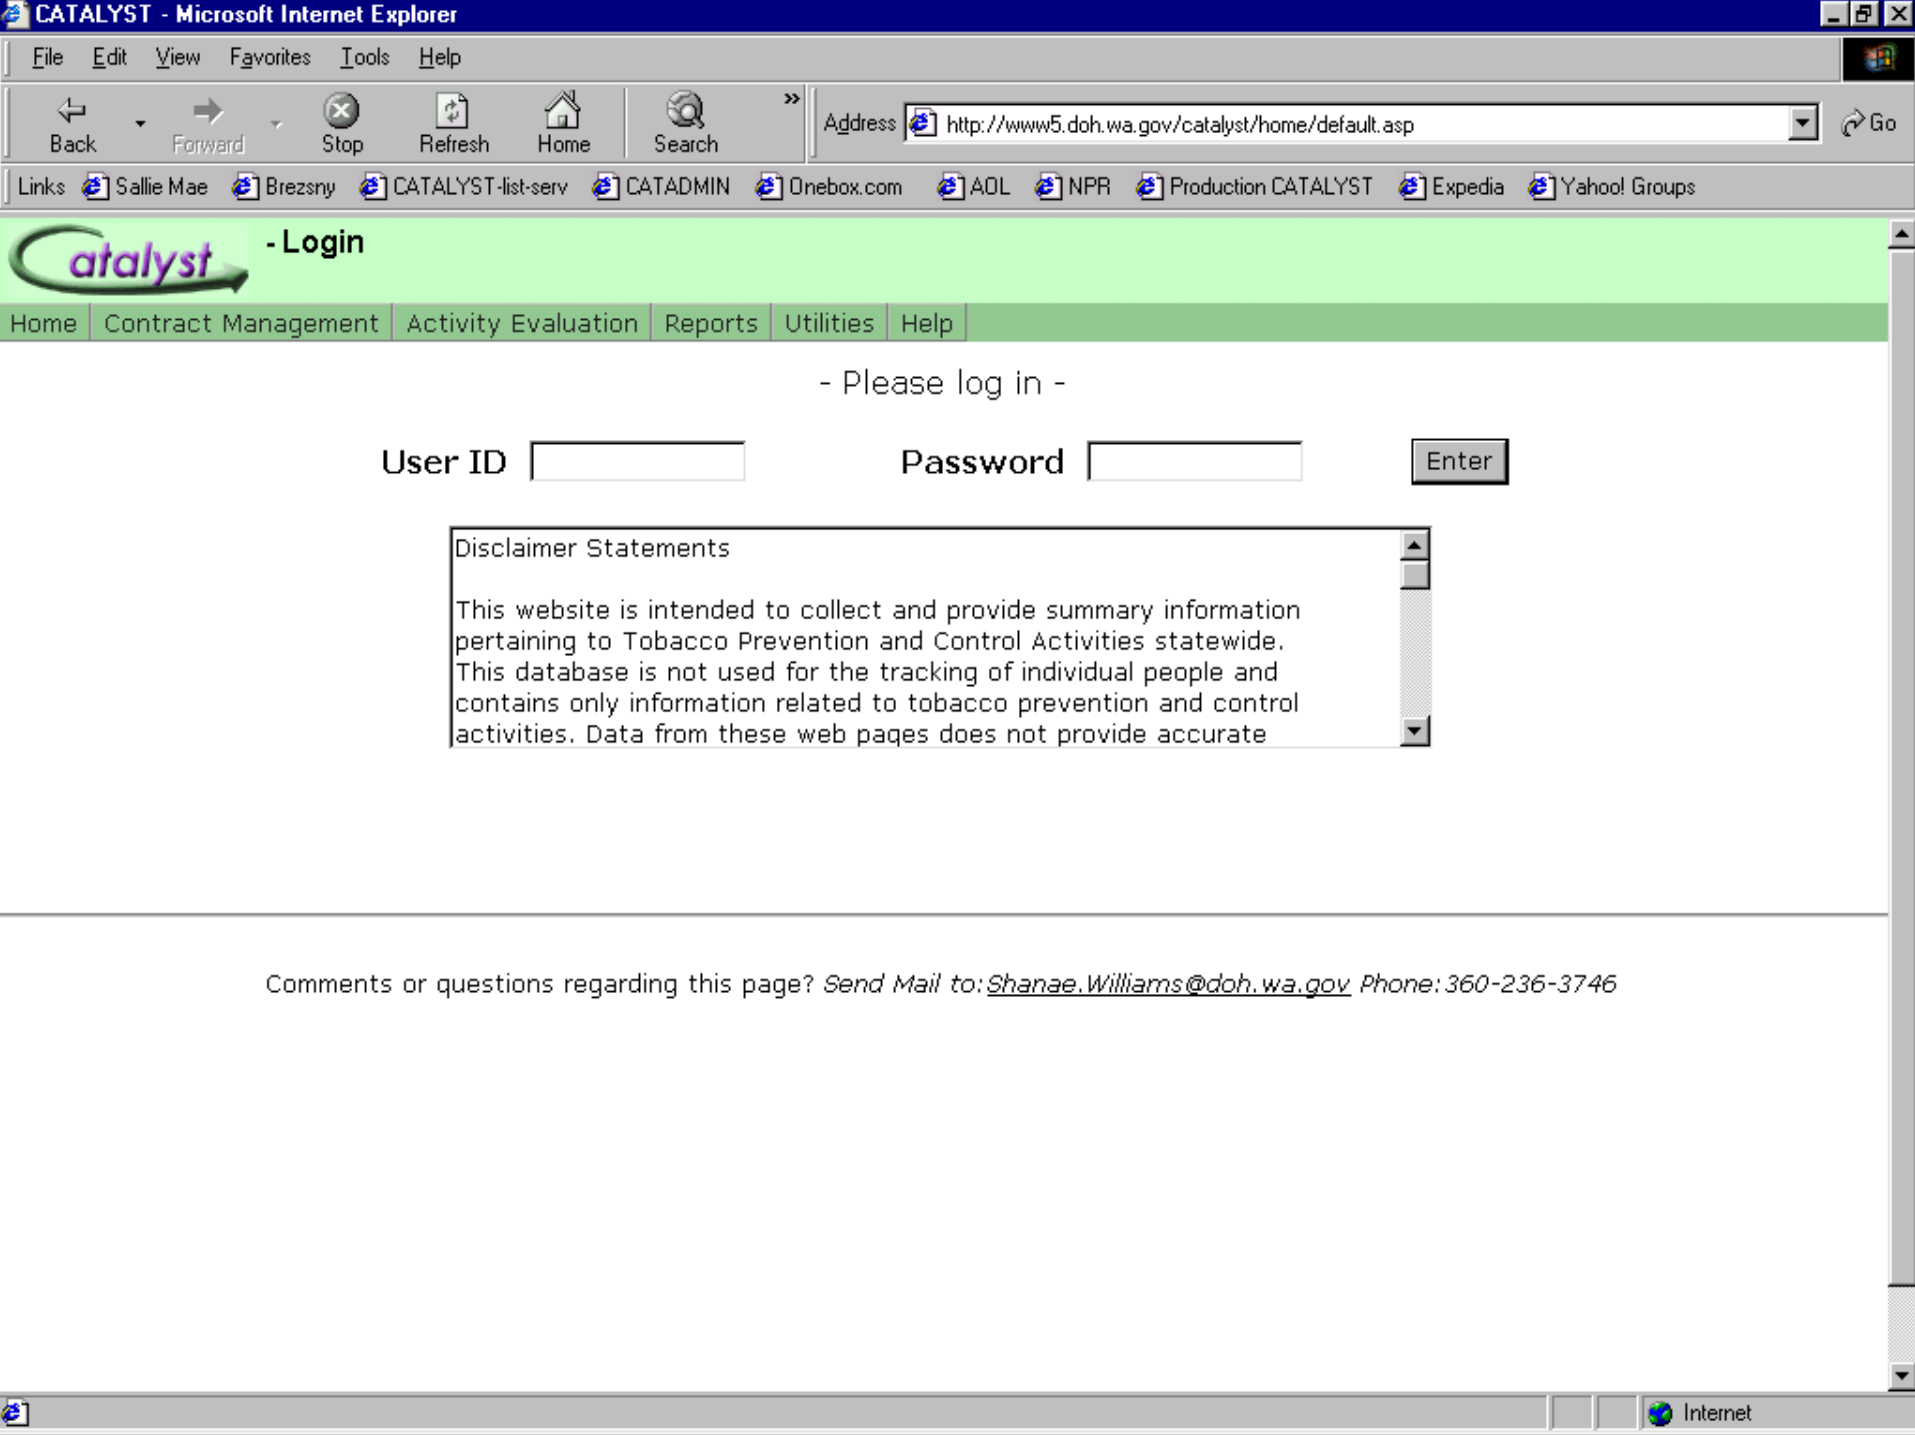 CATALYST - Microsoft Internet Explorer
File Edit View Favorites Tools Help
Back Forward Stop Refresh Home Search » Address http://www5.doh.wa.gov/catalyst/home/default.asp Go
Links Sallie Mae Brezsny CATALYST-list-serv CATADMIN Onebox.com AOL NPR Production CATALYST Expedia Yahoo! Groups
Catalyst - Login
Home Contract Management Activity Evaluation Reports Utilities Help
- Please log in -
User ID Password Enter
Disclaimer Statements
This website is intended to collect and provide summary information
pertaining to Tobacco Prevention and Control Activities statewide.
This database is not used for the tracking of individual people and
contains only information related to tobacco prevention and control
activities. Data from these web pages does not provide accurate
Comments or questions regarding this page? Send Mail to: Shanae.Williams@doh.wa.gov Phone: 360-236-3746
Internet